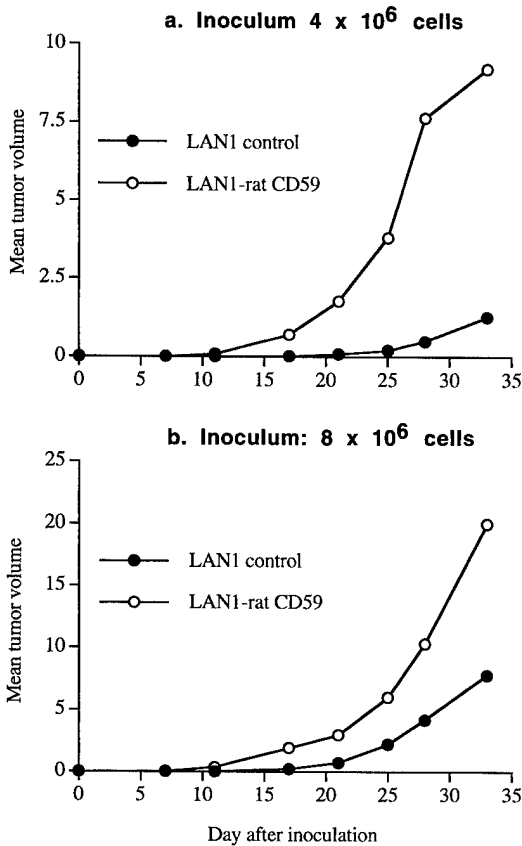 a. Inoculum 4 x 10⁶ cells
10
7.5
5
2.5
0
Mean tumor volume
LAN1 control
LAN1-rat CD59
0 5 10 15 20 25 30 35
b. Inoculum: 8 x 10⁶ cells
25
20
15
10
5
0
Mean tumor volume
LAN1 control
LAN1-rat CD59
0 5 10 15 20 25 30 35
Day after inoculation